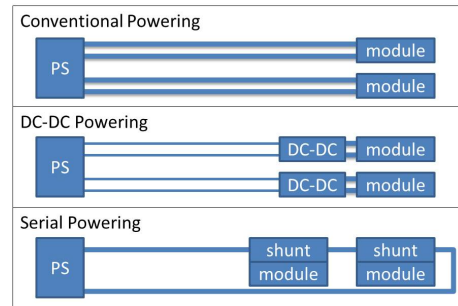 Conventional Powering
PS
module
module
DC-DC Powering
PS
DC-DC
module
DC-DC
module
Serial Powering
PS
shunt
module
shunt
module